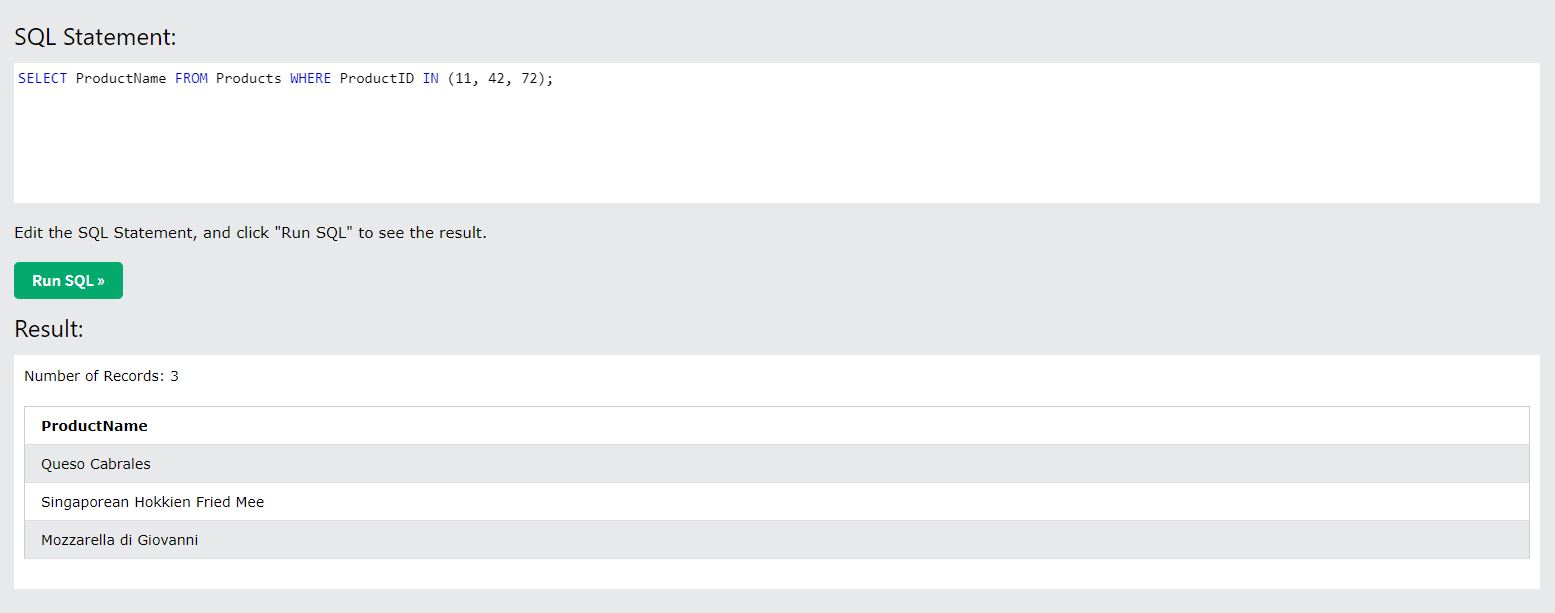 SQL Statement:
SELECT ProductName FROM Products WHERE ProductID IN (11, 42, 72);
Edit the SQL Statement, and click "Run SQL" to see the result.
Run SQL »
Result:
Number of Records: 3
ProductName
Queso Cabrales
Singaporean Hokkien Fried Mee
Mozzarella di Giovanni